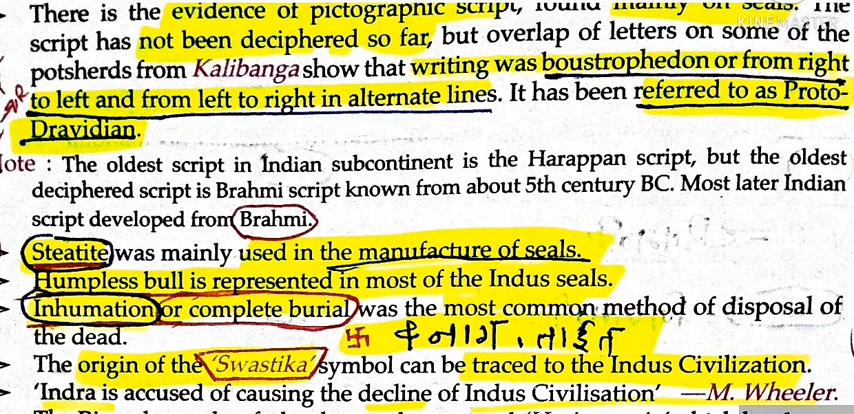 There is the evidence of pictographic script, found mainly on seals. The
KINEMASTER
script has not been deciphered so far, but overlap of letters on some of the
potsherds from Kalibanga show that writing was boustrophedon or from right
to left and from left to right in alternate lines. It has been referred to as Proto-
Dravidian.
Note : The oldest script in Indian subcontinent is the Harappan script, but the oldest
deciphered script is Brahmi script known from about 5th century BC. Most later Indian
script developed from Brahmi.
Steatite was mainly used in the manufacture of seals.
Humpless bull is represented in most of the Indus seals.
Inhumation or complete burial was the most common method of disposal of
the dead. 卐
The origin of the 'Swastika' symbol can be traced to the Indus Civilization.
'Indra is accused of causing the decline of Indus Civilisation' —M. Wheeler.